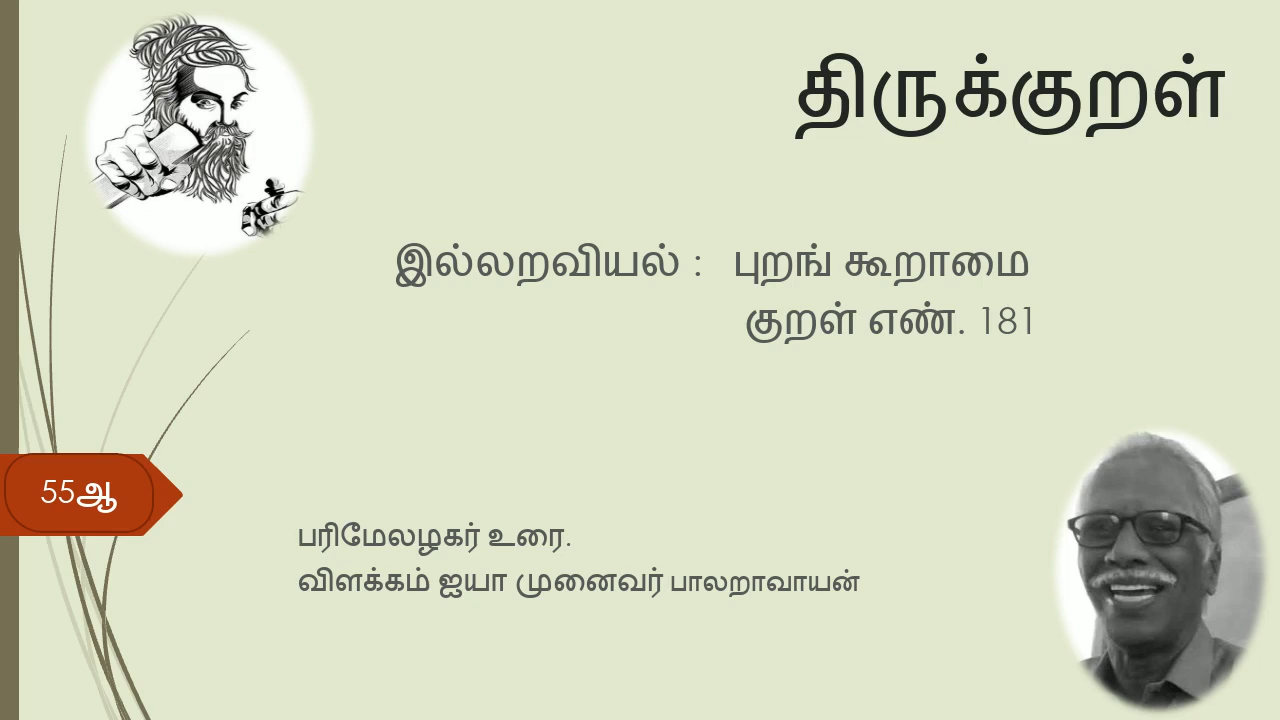 திருக்குறள்
இல்லறவியல் : புறங் கூறாமை
குறள் எண். 181
55ஆ
பரிமேலழகர் உரை.
விளக்கம் ஐயா முனைவர் பாலறாவாயன்